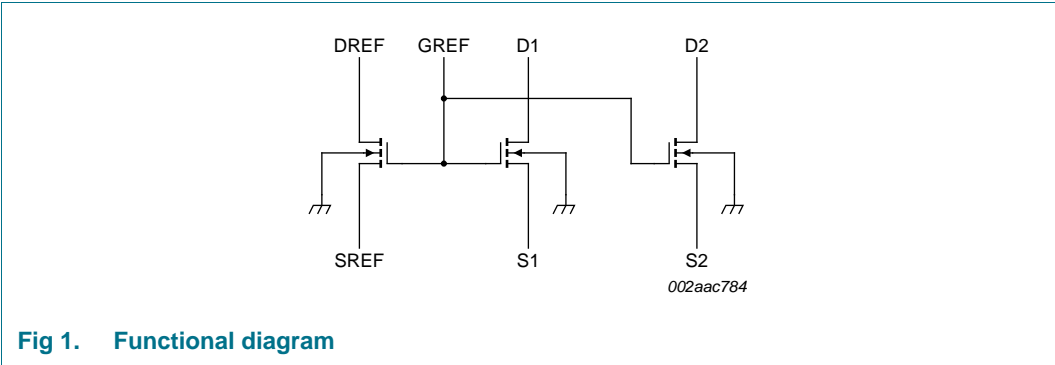 DREF GREF D1 D2
SREF S1 S2
002aac784
Fig 1. Functional diagram